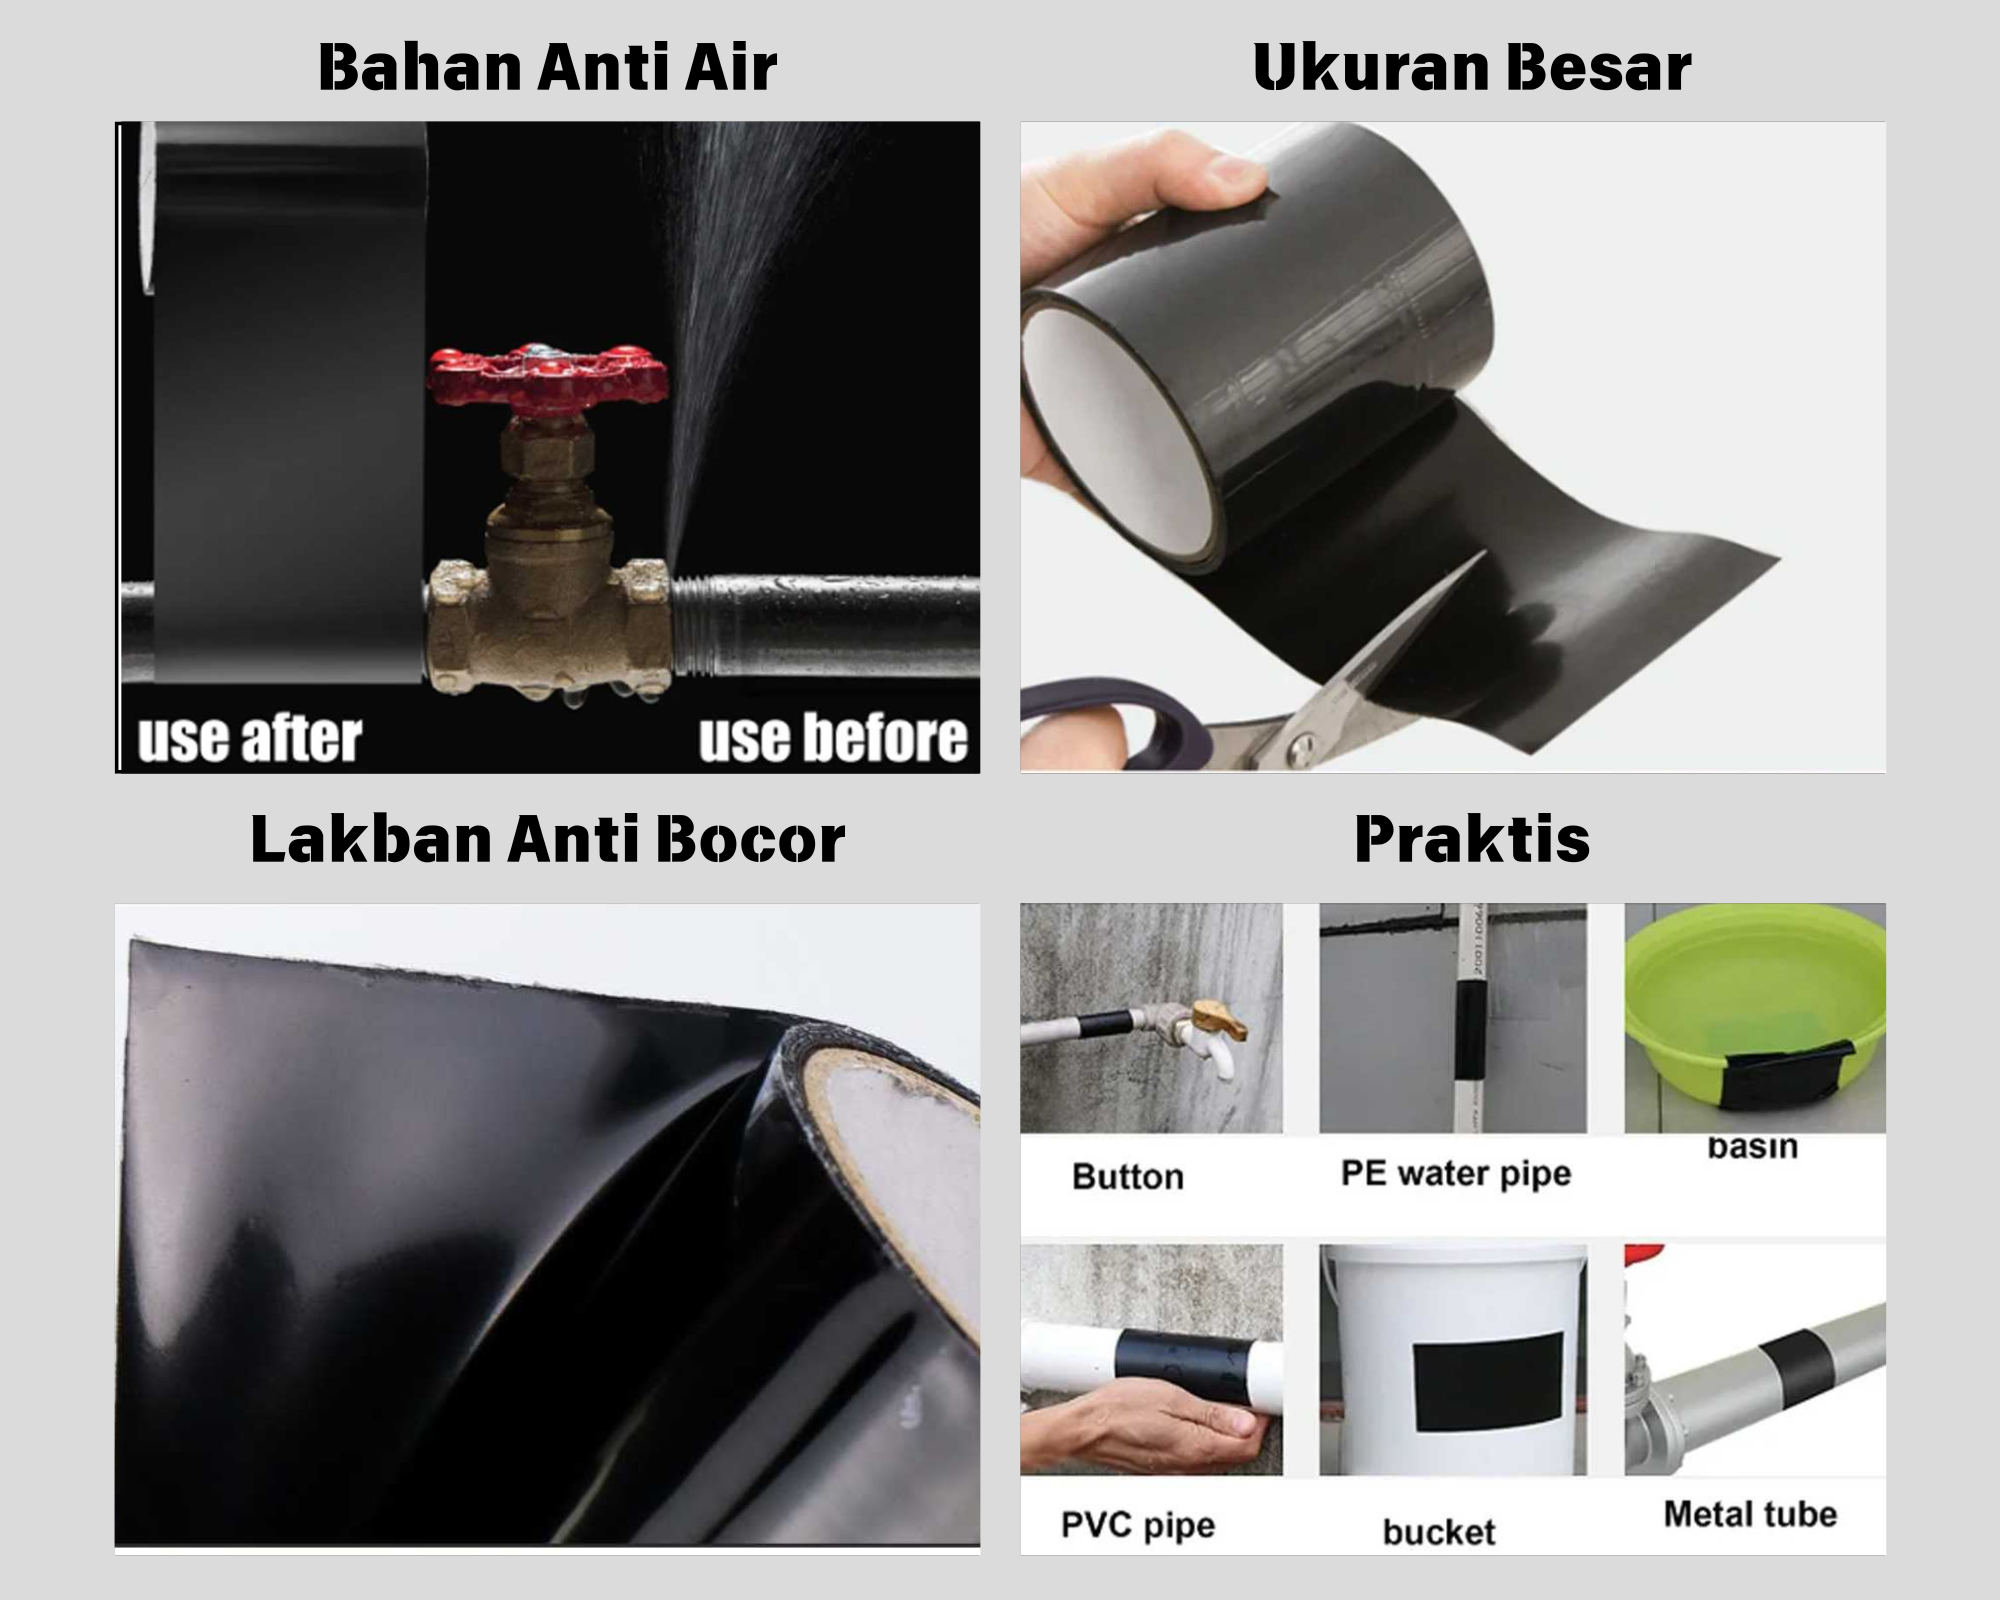 Bahan Anti Air
Ukuran Besar
use after
use before
Lakban Anti Bocor
Praktis
Button
PE water pipe
basin
PVC pipe
bucket
Metal tube